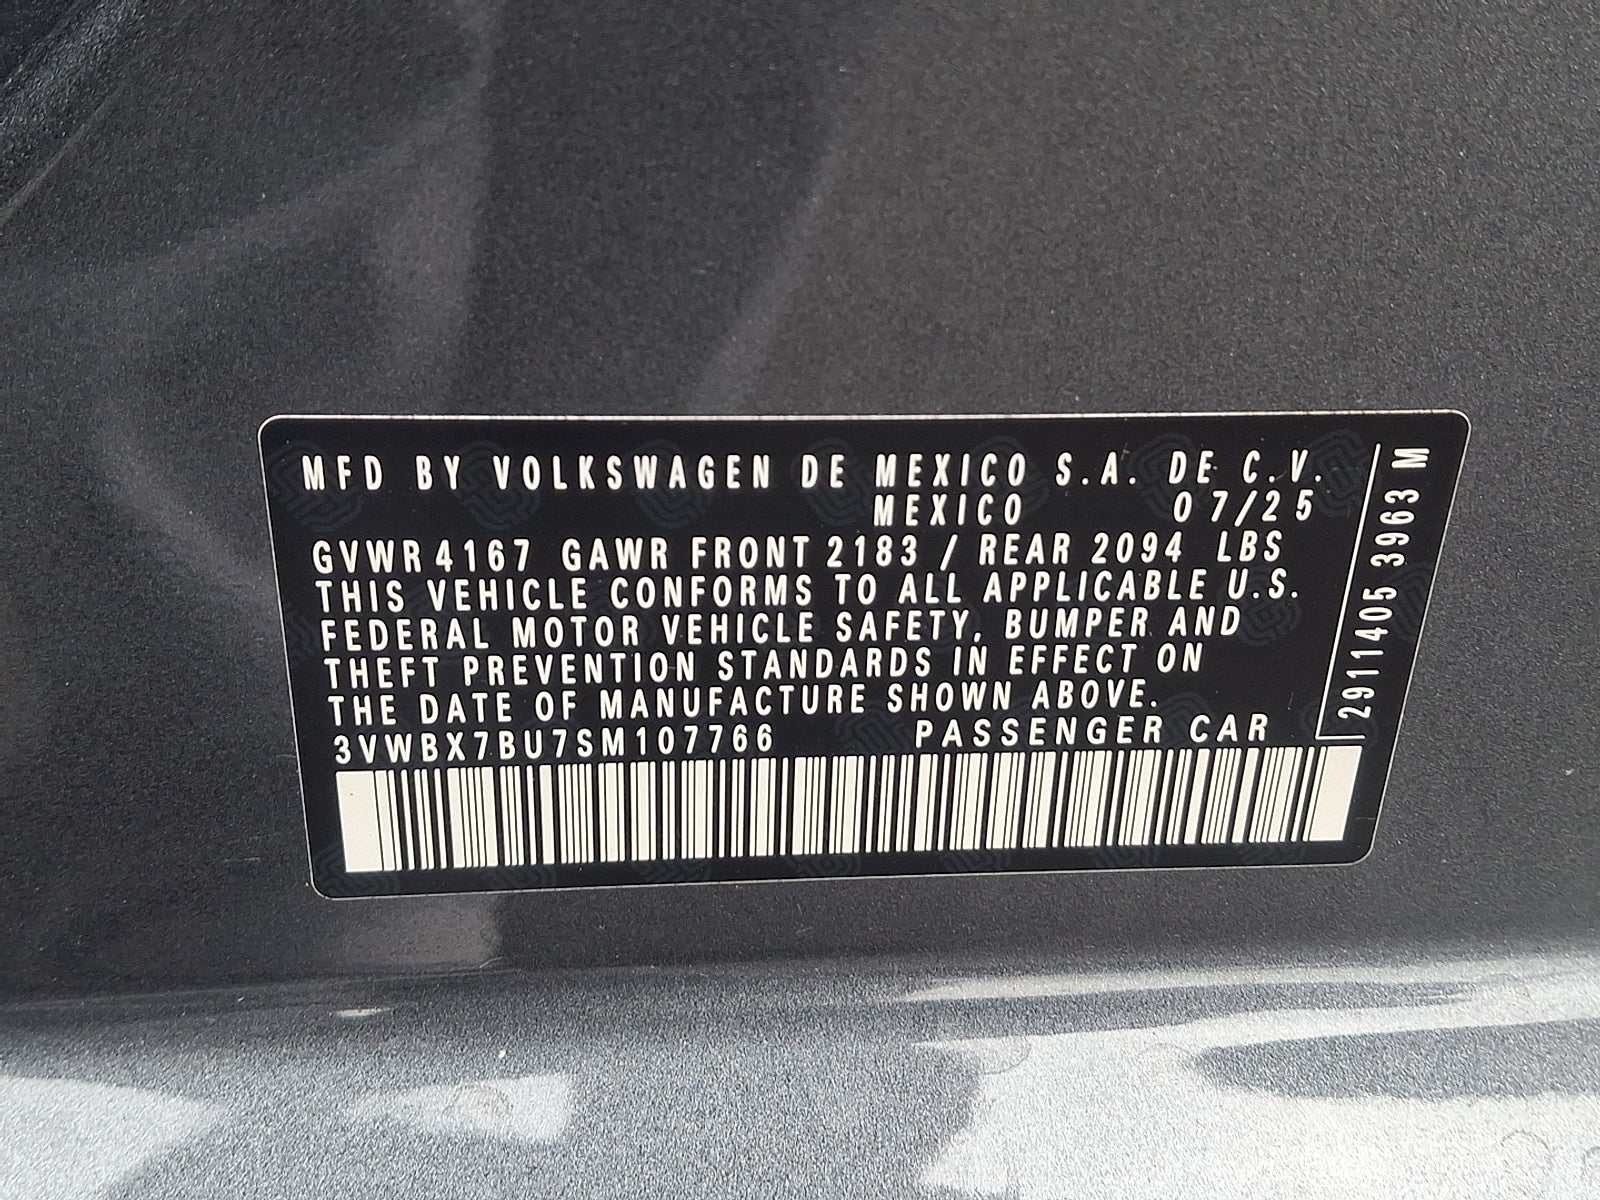 MFD BY VOLKSWAGEN DE MEXICO S.A. DE C.V.
MEXICO 07/25
GVWR 4167 GAWR FRONT 2183 / REAR 2094 LBS
THIS VEHICLE CONFORMS TO ALL APPLICABLE U.S.
FEDERAL MOTOR VEHICLE SAFETY, BUMPER AND
THEFT PREVENTION STANDARDS IN EFFECT ON
THE DATE OF MANUFACTURE SHOWN ABOVE.
3VWBX7BU7SM107766 PASSENGER CAR
2911405 3963 M